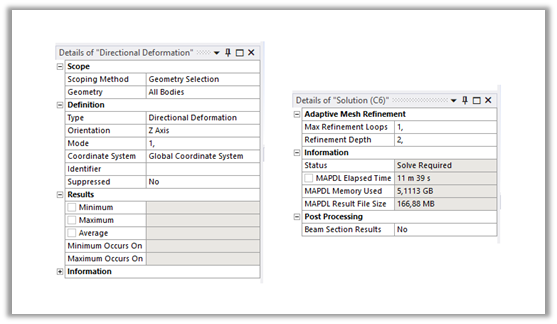 Details of "Directional Deformation"
Scope
Scoping Method Geometry Selection
Geometry All Bodies
Definition
Type Directional Deformation
Orientation Z Axis
Mode 1,
Coordinate System Global Coordinate System
Identifier
Suppressed No
Results
Minimum
Maximum
Average
Minimum Occurs On
Maximum Occurs On
Information
Details of "Solution (C6)"
Adaptive Mesh Refinement
Max Refinement Loops 1,
Refinement Depth 2,
Information
Status Solve Required
MAPDL Elapsed Time 11 m 39 s
MAPDL Memory Used 5,1113 GB
MAPDL Result File Size 166,88 MB
Post Processing
Beam Section Results No